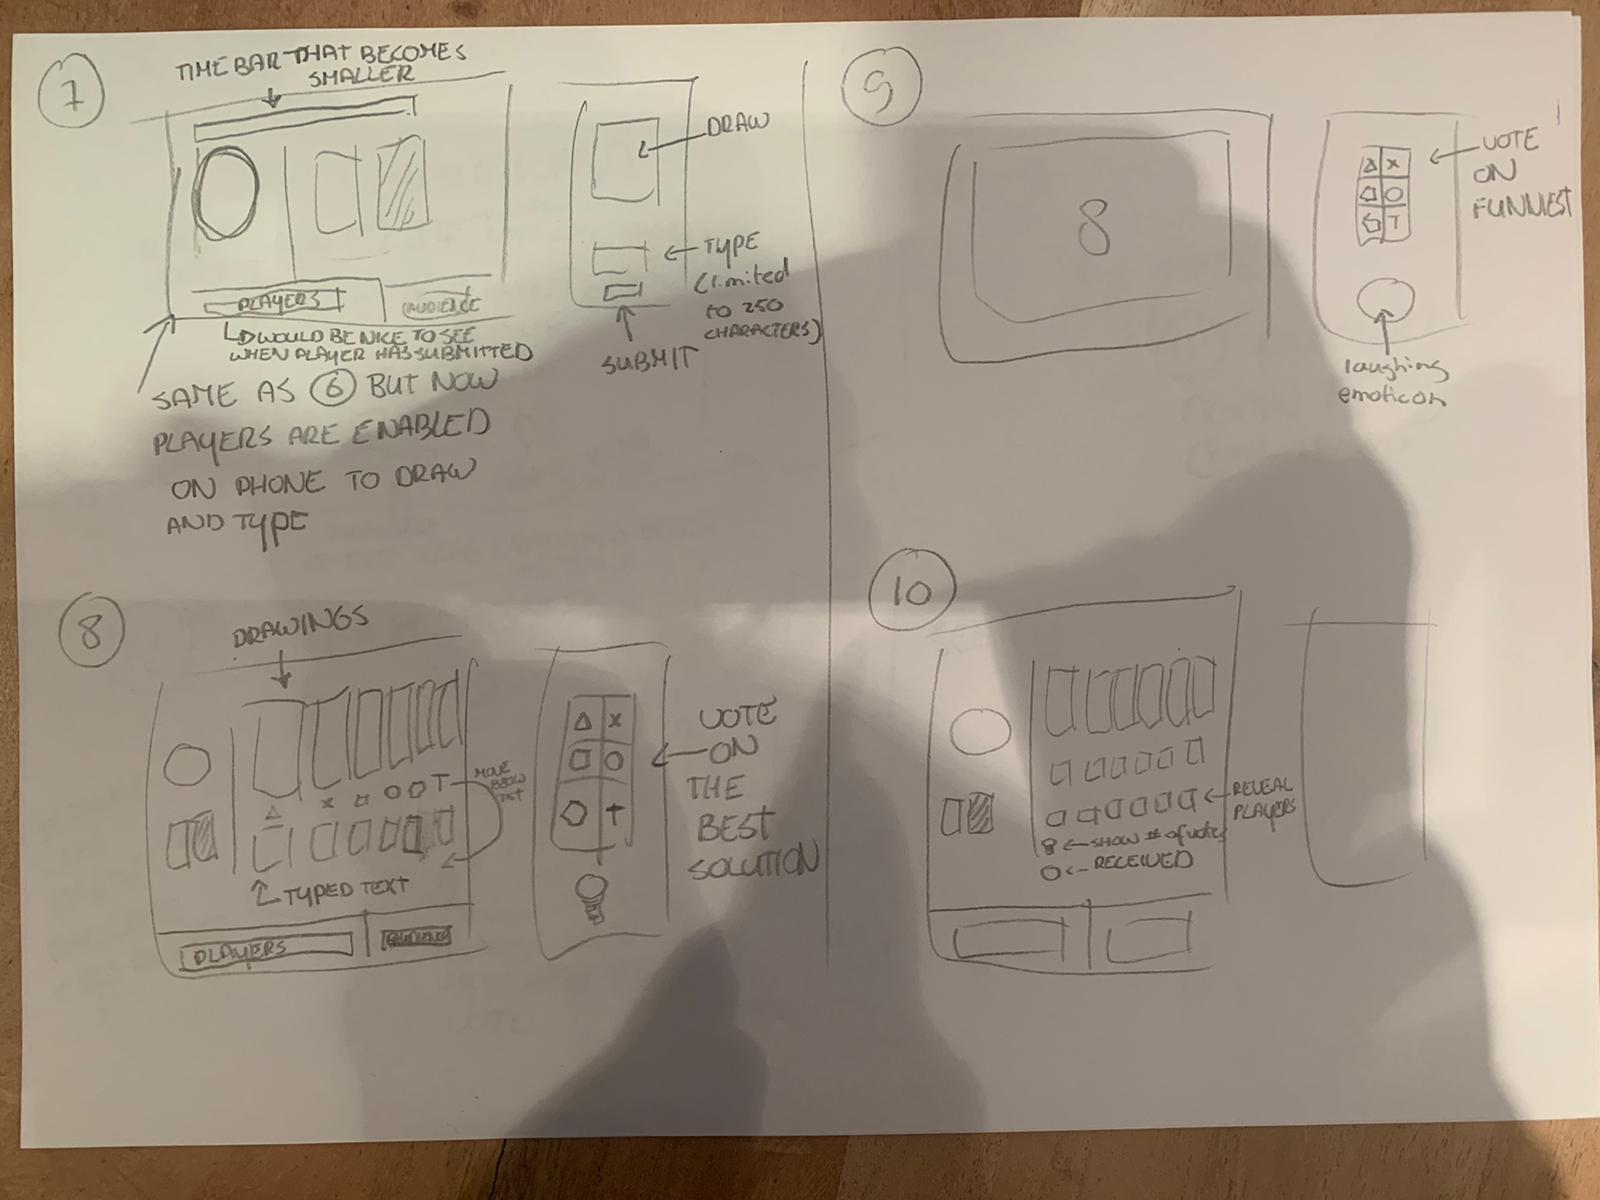 7
TIME BAR THAT BECOMES
SMALLER
PLAYERS
AUDIENCE
WOULD BE NICE TO SEE
WHEN PLAYER HAS SUBMITTED
SAME AS 6 BUT NOW
PLAYERS ARE ENABLED
ON PHONE TO DRAW
AND TYPE
DRAW
TYPE
(limited
to 250
CHARACTERS)
SUBMIT
8
DRAWINGS
MOVE
BELOW
TXT
TYPED TEXT
PLAYERS
VOTE
ON
THE
BEST
SOLUTION
9
8
VOTE
ON
FUNNIEST
laughing
emoticon
10
REVEAL
PLAYERS
8 ← SHOW # of votes
0 ← RECEIVED